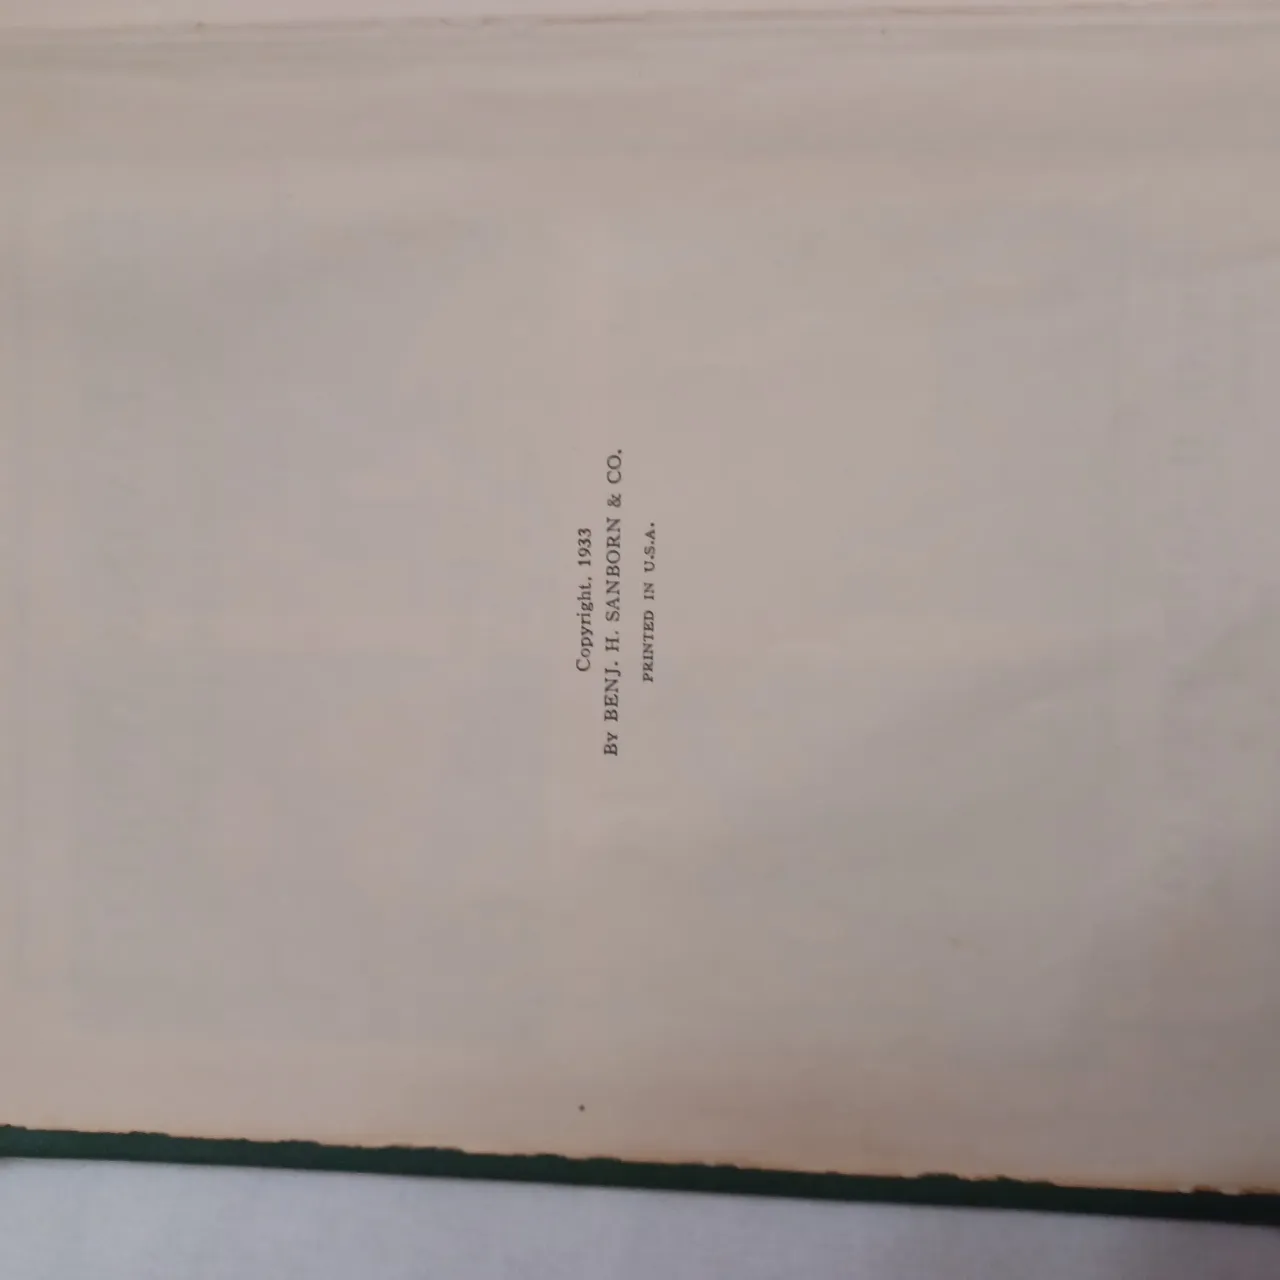 Copyright, 1933
By BENJ. H. SANBORN & CO.
PRINTED IN U.S.A.